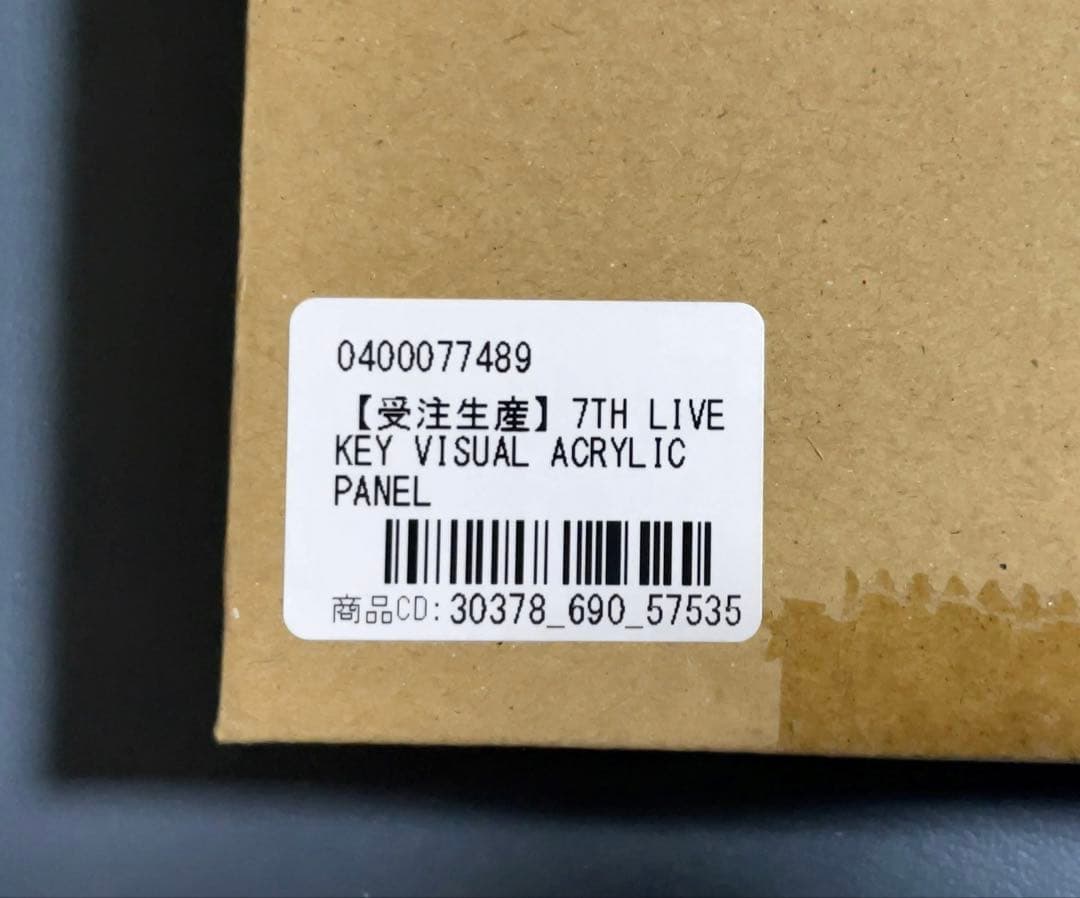 0400077489
【受注生産】7TH LIVE
KEY VISUAL ACRYLIC
PANEL
商品CD:30378_690_57535